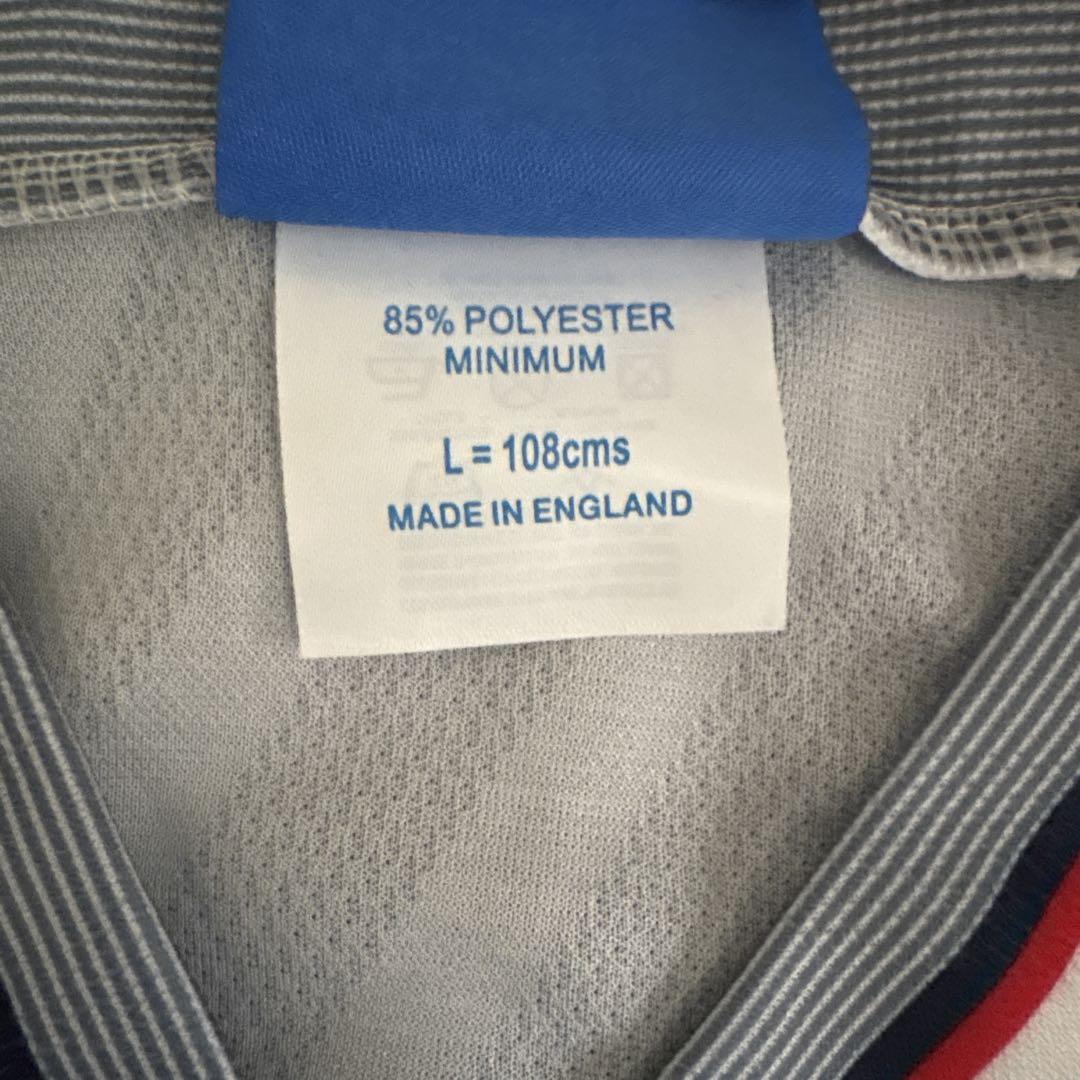 85% POLYESTER
MINIMUM
L = 108cms
MADE IN ENGLAND